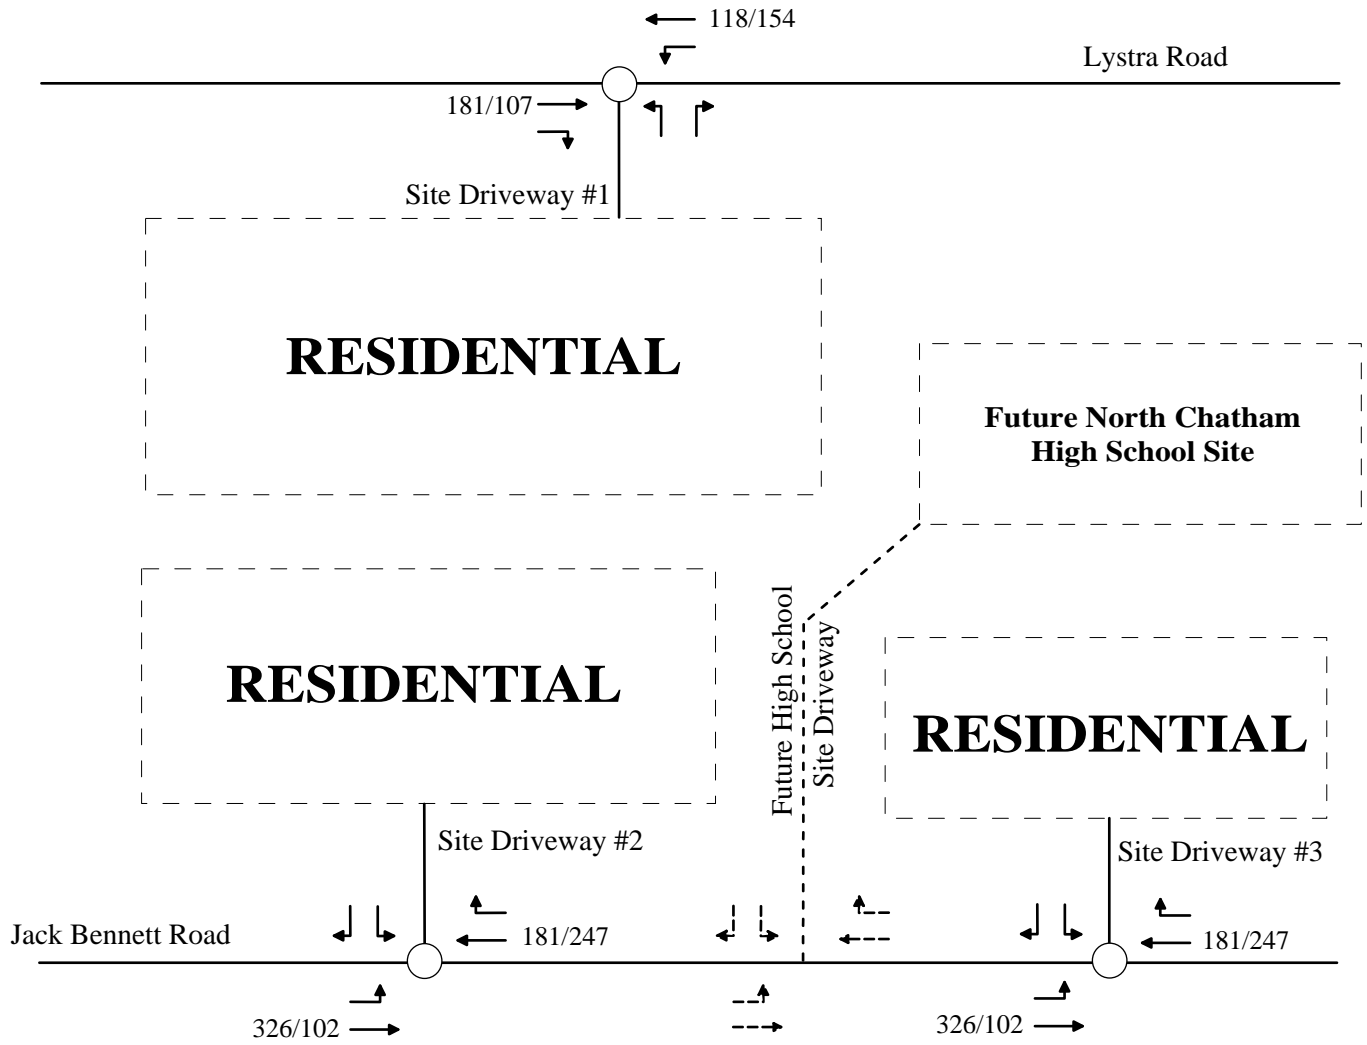 118/154
Lystra Road
181/107
Site Driveway #1
RESIDENTIAL
Future North Chatham
High School Site
RESIDENTIAL
Future High School
Site Driveway
RESIDENTIAL
Site Driveway #2
Site Driveway #3
Jack Bennett Road
181/247
181/247
326/102
326/102